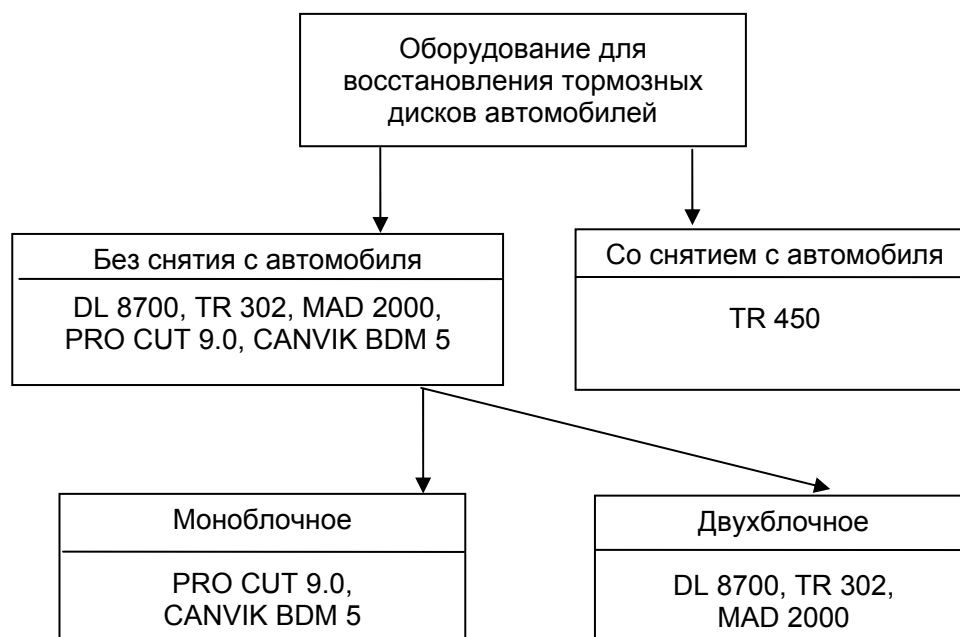 Оборудование для
восстановления тормозных
дисков автомобилей
Без снятия с автомобиля
DL 8700, TR 302, MAD 2000,
PRO CUT 9.0, CANVIK BDM 5
Со снятием с автомобиля
TR 450
Моноблочное
PRO CUT 9.0,
CANVIK BDM 5
Двухблочное
DL 8700, TR 302,
MAD 2000